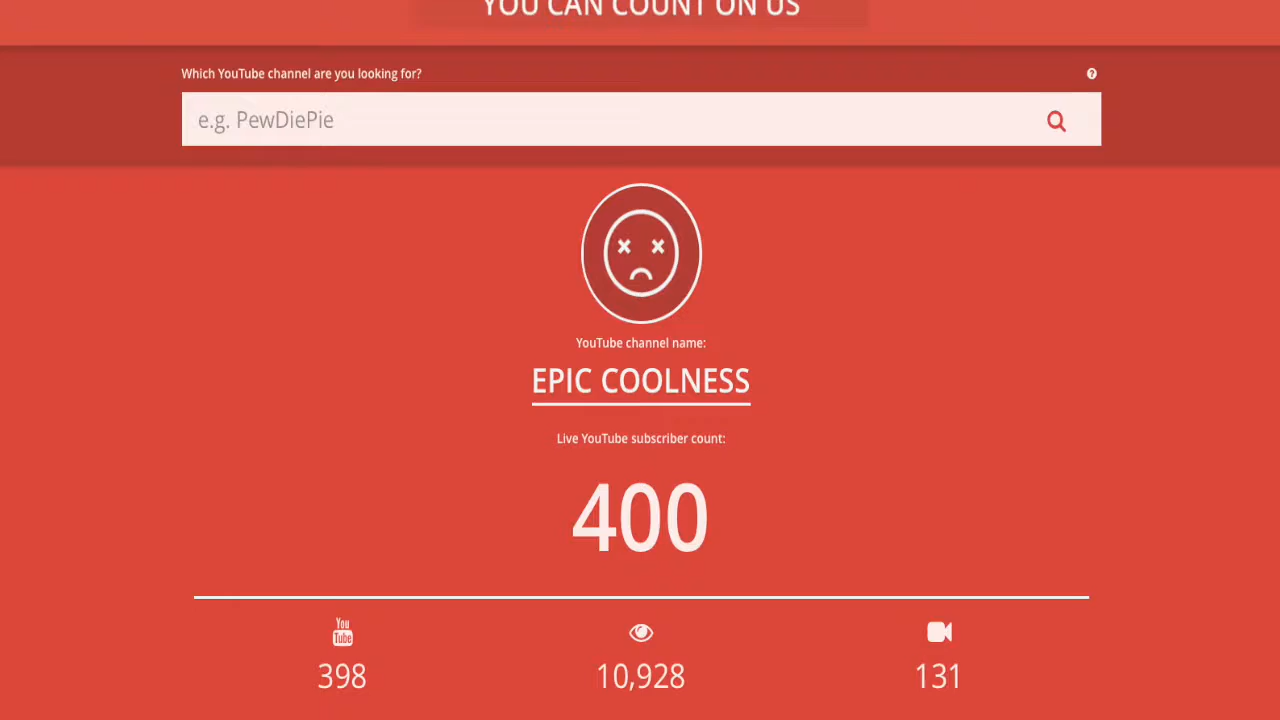 YOU CAN COUNT ON US
Which YouTube channel are you looking for?
e.g. PewDiePie
YouTube channel name:
EPIC COOLNESS
Live YouTube subscriber count:
400
You
Tube
398
10,928
131